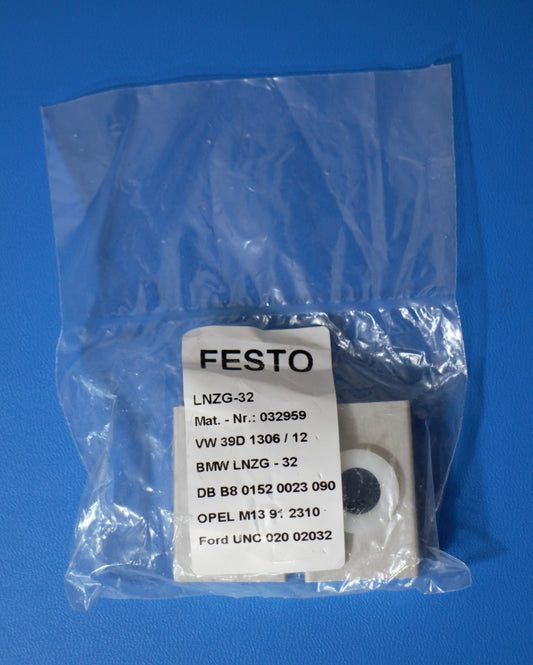 FESTO
LNZG-32
Mat. - Nr.: 032959
VW 39D 1306 / 12
BMW LNZG - 32
DB B8 0152 0023 090
OPEL M13 91 2310
Ford UNC 020 02032